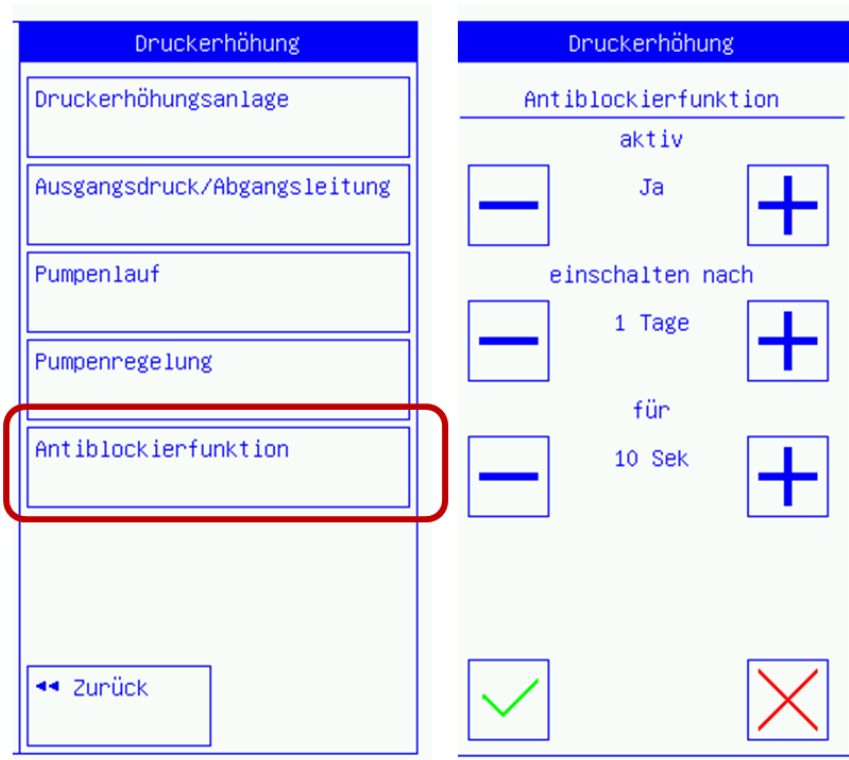 Druckerhöhung
Druckerhöhungsanlage
Ausgangsdruck/Abgangsleitung
Pumpenlauf
Pumpenregelung
Antiblockierfunktion
◄◄ Zurück
Druckerhöhung
Antiblockierfunktion
aktiv
Ja
einschalten nach
1 Tage
für
10 Sek